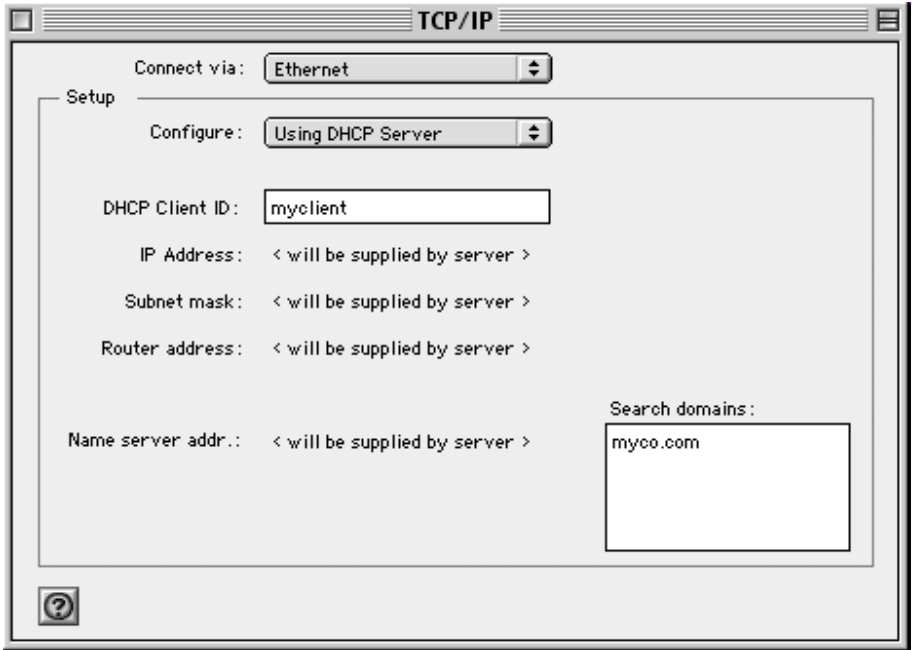 TCP/IP
Connect via: Ethernet
Setup
Configure: Using DHCP Server
DHCP Client ID: myclient
IP Address: < will be supplied by server >
Subnet mask: < will be supplied by server >
Router address: < will be supplied by server >
Search domains:
Name server addr.: < will be supplied by server > myco.com
?